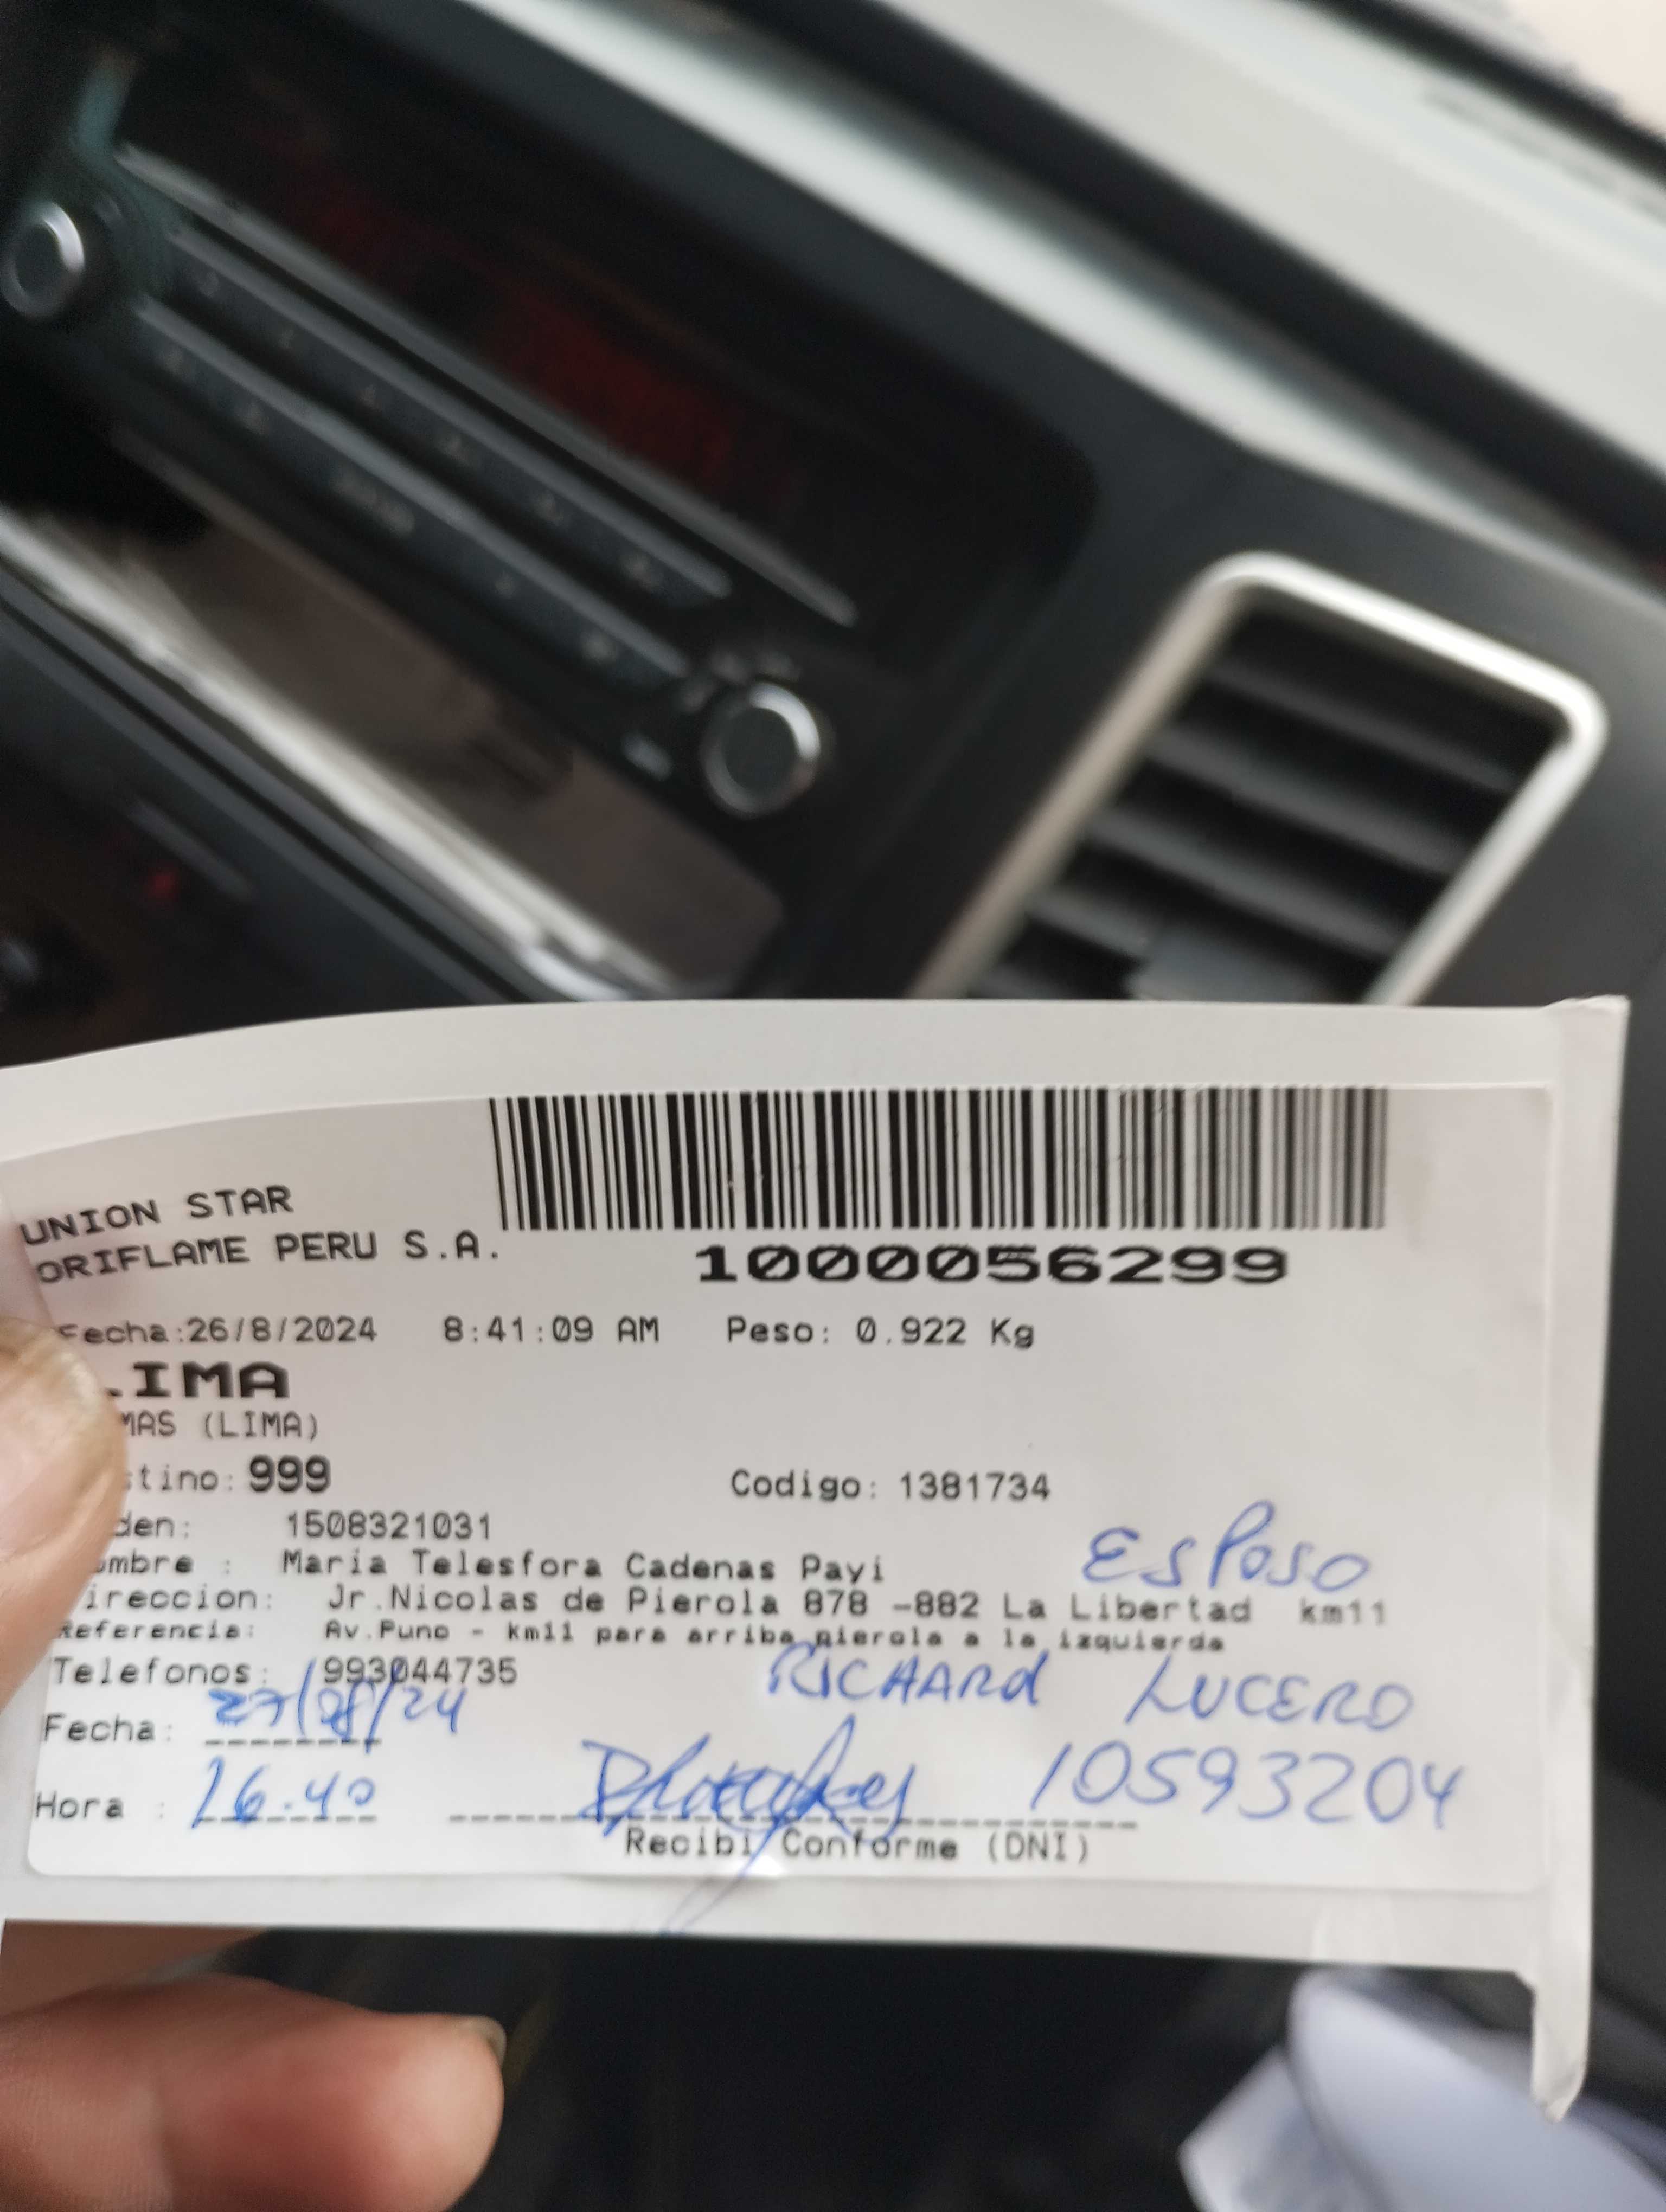 UNION STAR
ORIFLAME PERU S.A.
1000056299
Fecha:26/8/2024 8:41:09 AM Peso: 0.922 Kg
LIMA
MAS (LIMA)
stino: 999 Codigo: 1381734
den: 1508321031
ombre : Maria Telesfora Cadenas Payi ESPOSO
ireccion: Jr.Nicolas de Pierola 878 -882 La Libertad km11
Referencia: Av.Puno - km11 para arriba pierola a la izquierda
Telefonos: 993044735 RICHARD LUCERO
Fecha: 27/08/24
Hora : 16.40 10593204
Recibi Conforme (DNI)